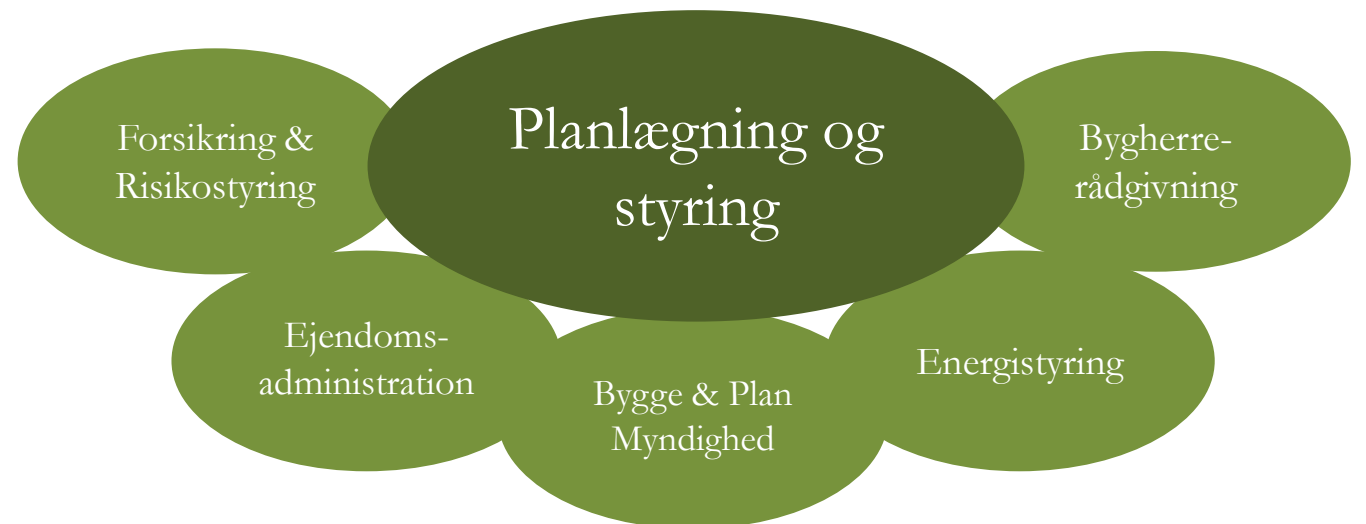 Forsikring &
Risikostyring
Planlægning og
styring
Bygherre-
rådgivning
Ejendoms-
administration
Bygge & Plan
Myndighed
Energistyring